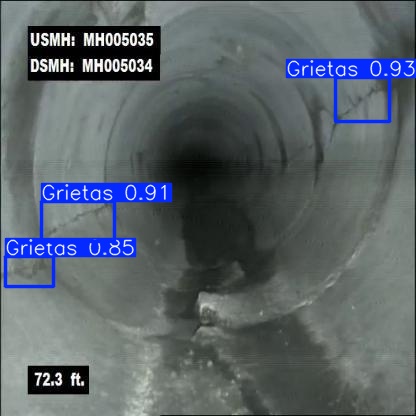 USMH: MH005035
DSMH: MH005034
Grietas 0.93
Grietas 0.91
Grietas 0.85
72.3 ft.